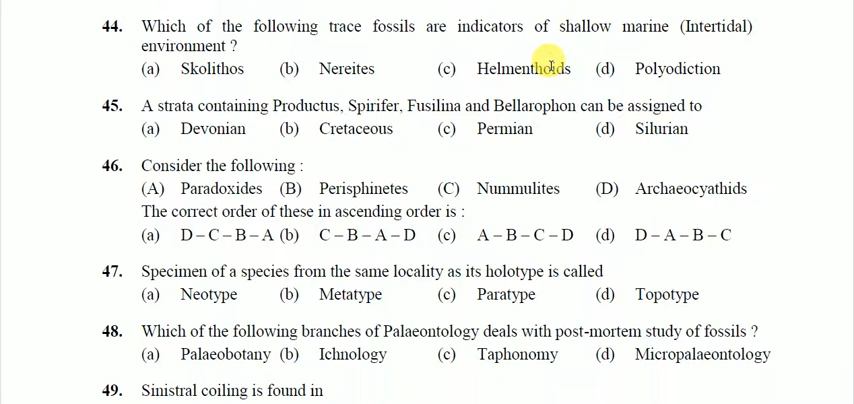 44. Which of the following trace fossils are indicators of shallow marine (Intertidal)
environment ?
(a) Skolithos (b) Nereites (c) Helmenthoids (d) Polyodiction
45. A strata containing Productus, Spirifer, Fusilina and Bellarophon can be assigned to
(a) Devonian (b) Cretaceous (c) Permian (d) Silurian
46. Consider the following :
(A) Paradoxides (B) Perisphinetes (C) Nummulites (D) Archaeocyathids
The correct order of these in ascending order is :
(a) D – C – B – A (b) C – B – A – D (c) A – B – C – D (d) D – A – B – C
47. Specimen of a species from the same locality as its holotype is called
(a) Neotype (b) Metatype (c) Paratype (d) Topotype
48. Which of the following branches of Palaeontology deals with post-mortem study of fossils ?
(a) Palaeobotany (b) Ichnology (c) Taphonomy (d) Micropalaeontology
49. Sinistral coiling is found in